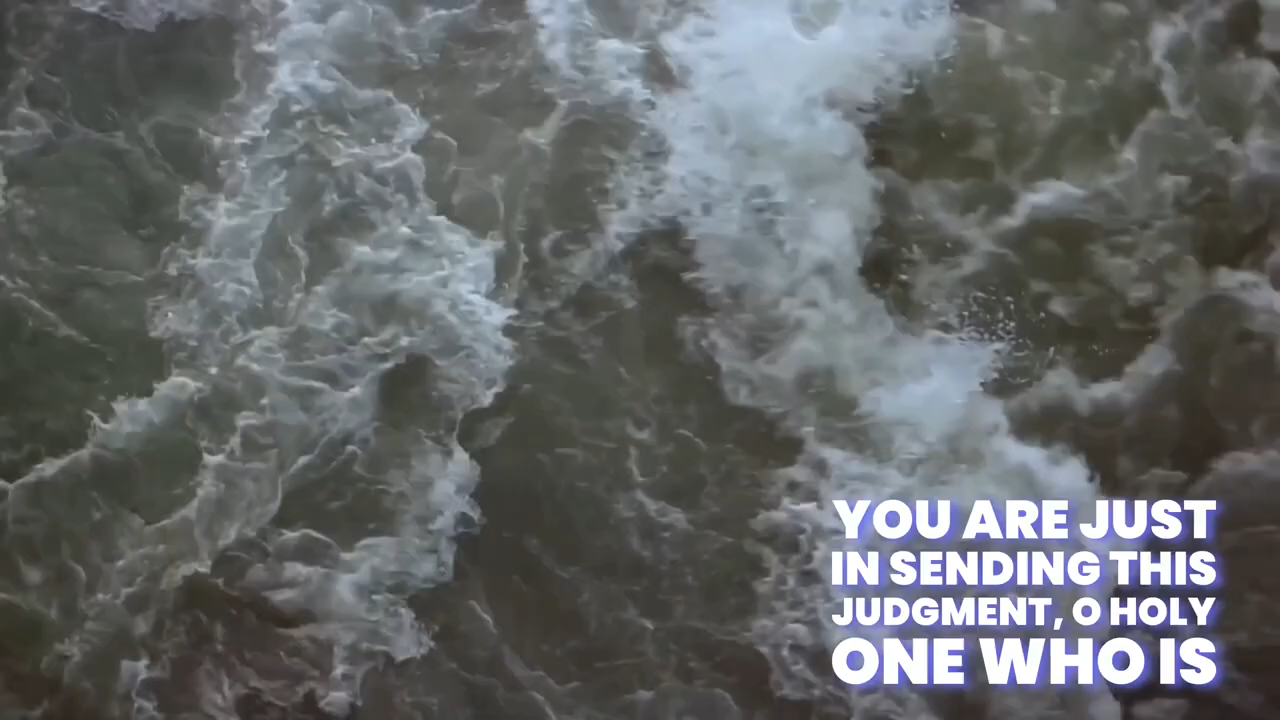 YOU ARE JUST
IN SENDING THIS
JUDGMENT, O HOLY
ONE WHO IS